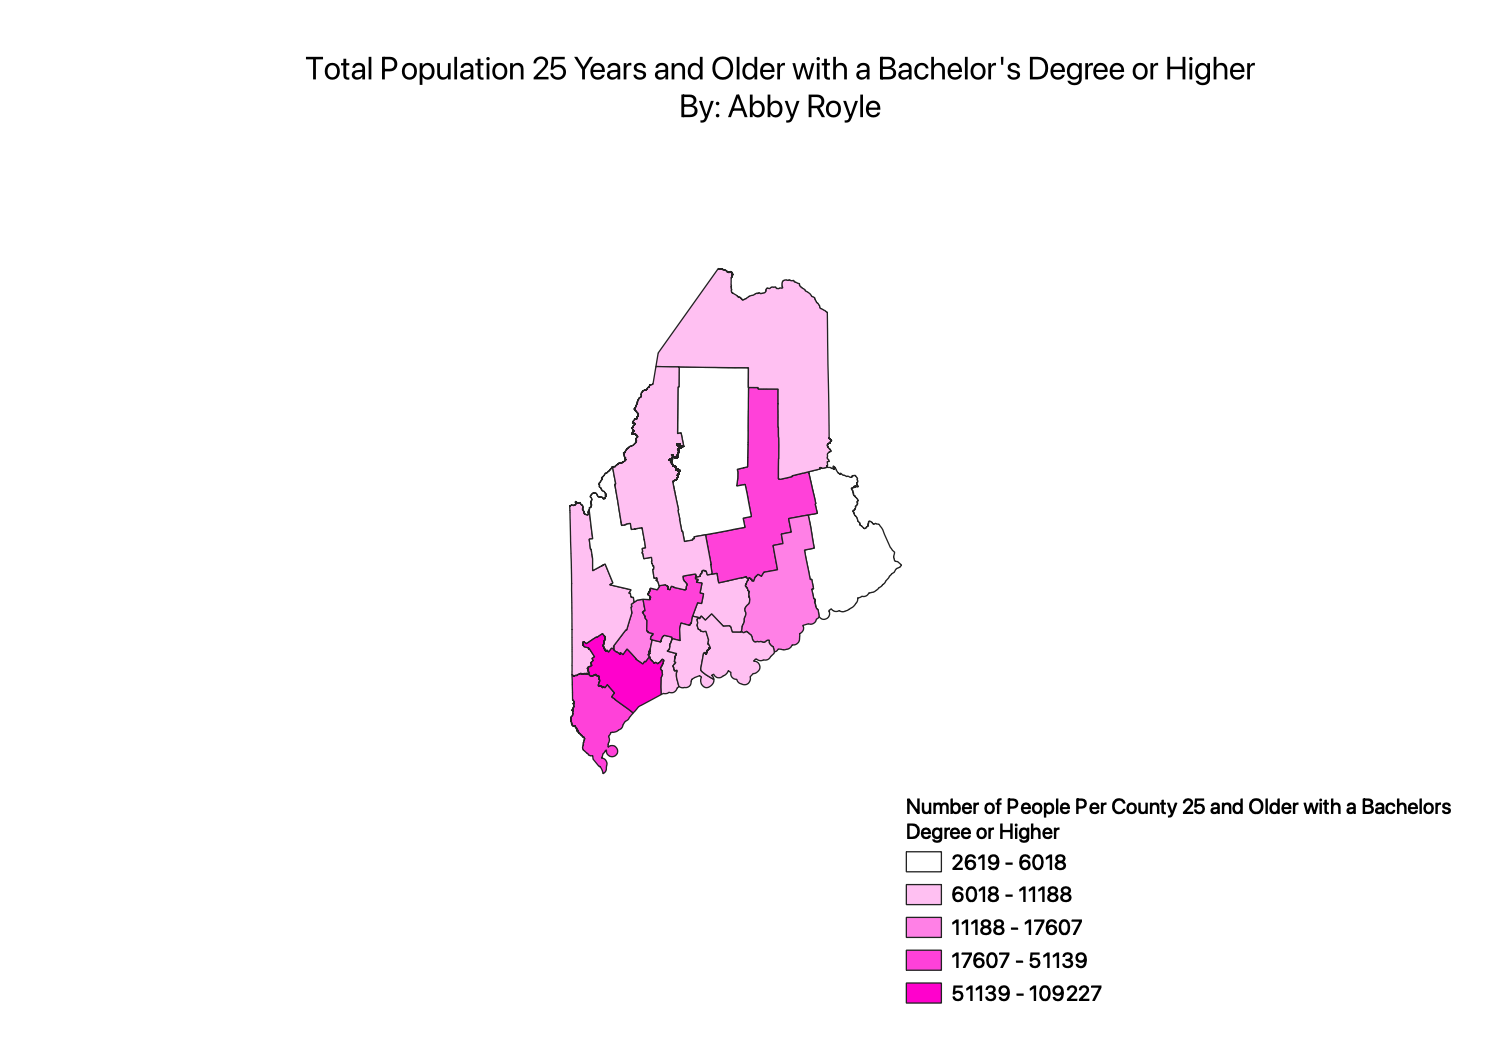 Total Population 25 Years and Older with a Bachelor's Degree or Higher
By: Abby Royle
Number of People Per County 25 and Older with a Bachelors
Degree or Higher
2619 - 6018
6018 - 11188
11188 - 17607
17607 - 51139
51139 - 109227